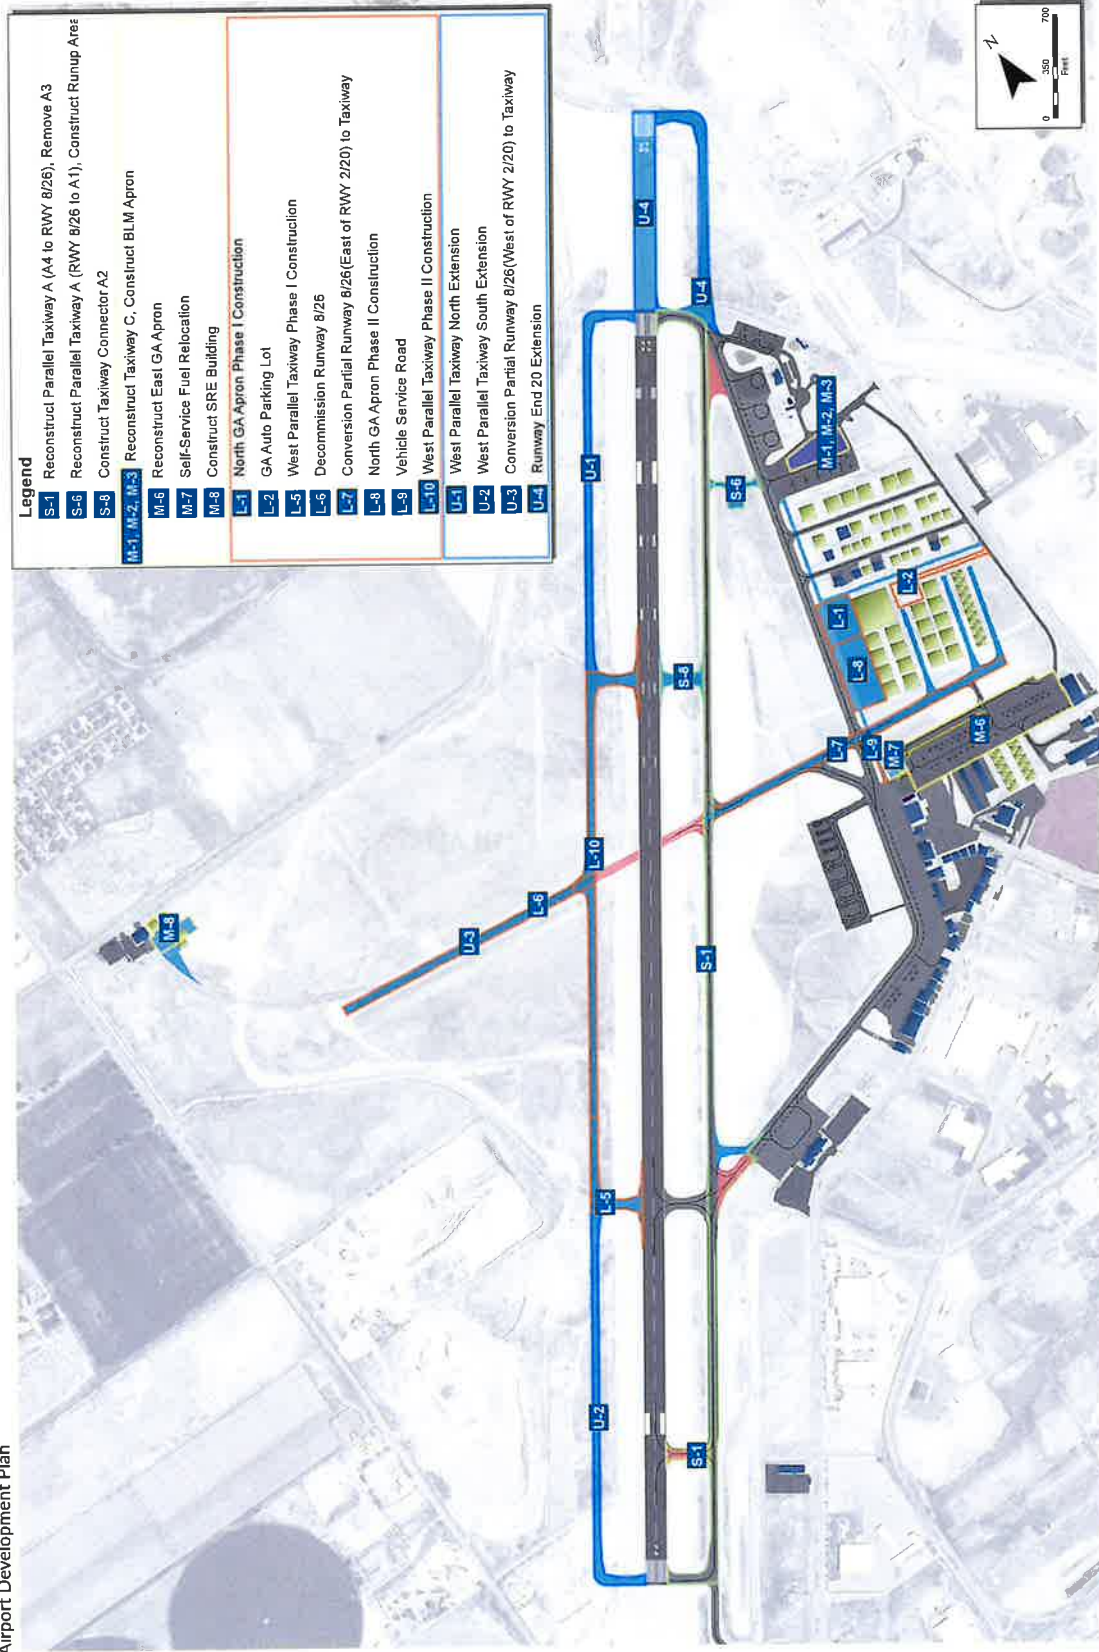 Airport Development Plan
Legend
S-1 Reconstruct Parallel Taxiway A (A4 to RWY 8/26), Remove A3
S-6 Reconstruct Parallel Taxiway A (RWY 8/26 to A1), Construct Runup Area
S-8 Construct Taxiway Connector A2
M-1, M-2, M-3 Reconstruct Taxiway C, Construct BLM Apron
M-6 Reconstruct East GA Apron
M-7 Self-Service Fuel Relocation
M-8 Construct SRE Building
L-1 North GA Apron Phase I Construction
L-2 GA Auto Parking Lot
L-5 West Parallel Taxiway Phase I Construction
L-6 Decommission Runway 8/26
L-7 Conversion Partial Runway 8/26(East of RWY 2/20) to Taxiway
L-8 North GA Apron Phase II Construction
L-9 Vehicle Service Road
L-10 West Parallel Taxiway Phase II Construction
U-1 West Parallel Taxiway North Extension
U-2 West Parallel Taxiway South Extension
U-3 Conversion Partial Runway 8/26(West of RWY 2/20) to Taxiway
U-4 Runway End 20 Extension
M-8
U-3
L-6
L-10
U-2
L-5
U-1
U-4
U-4
S-1
S-1
S-8
S-6
M-1, M-2, M-3
L-1
L-2
L-8
L-7
L-9
M-7
M-6
N
0 350 700
Feet